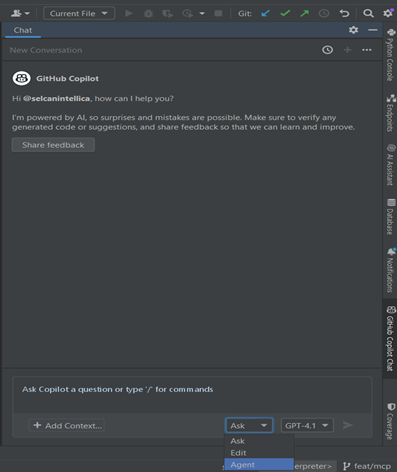 Current File
Git:
Chat
New Conversation
GitHub Copilot
Hi @selcanintellica, how can I help you?
I'm powered by AI, so surprises and mistakes are possible. Make sure to verify any
generated code or suggestions, and share feedback so that we can learn and improve.
Share feedback
Ask Copilot a question or type '/' for commands
+ Add Context...
Ask
GPT-4.1
Ask
Edit
Agent
erpreter>
feat/mcp
Python Console
Endpoints
AI Assistant
Database
Notifications
GitHub Copilot Chat
Coverage